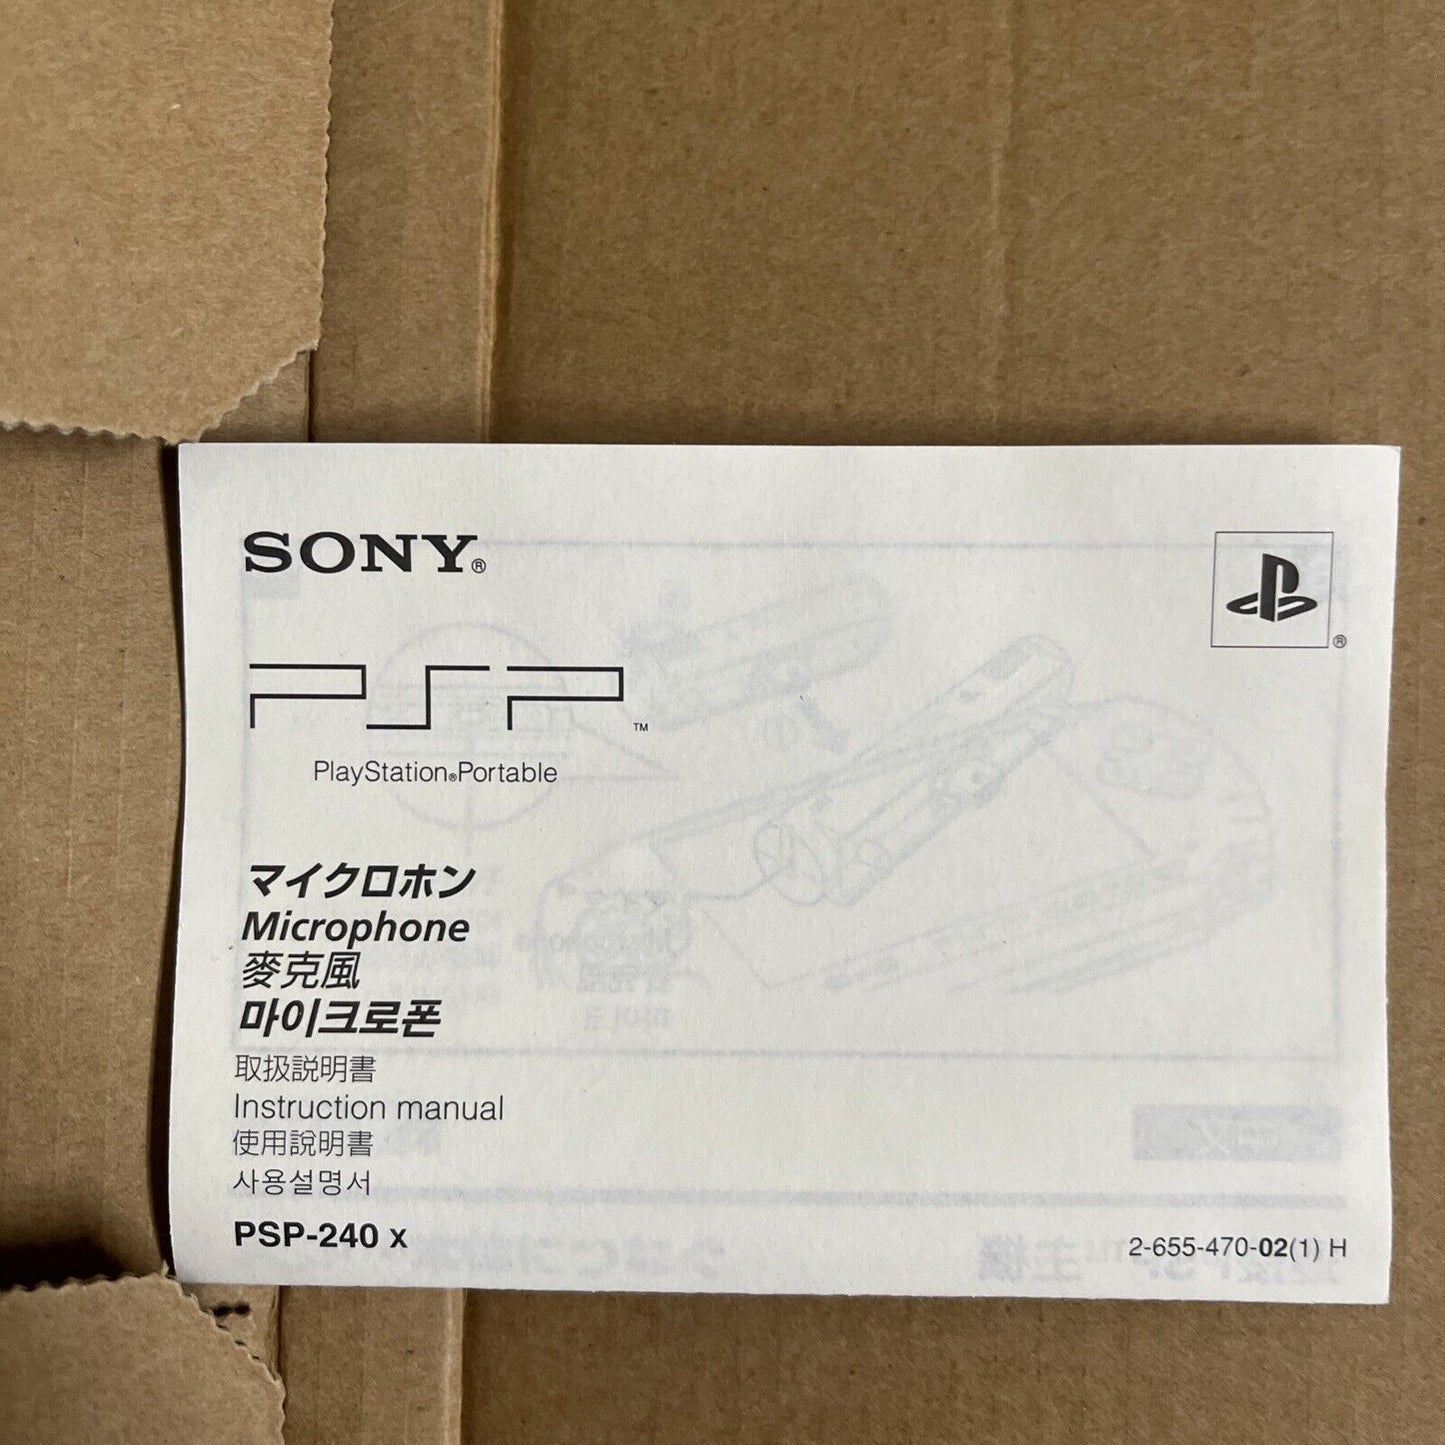 SONY®
PSP™
PlayStation®Portable
マイクロホン
Microphone
麥克風
마이크로폰
取扱説明書
Instruction manual
使用說明書
사용설명서
PSP-240 x
2-655-470-02(1) H